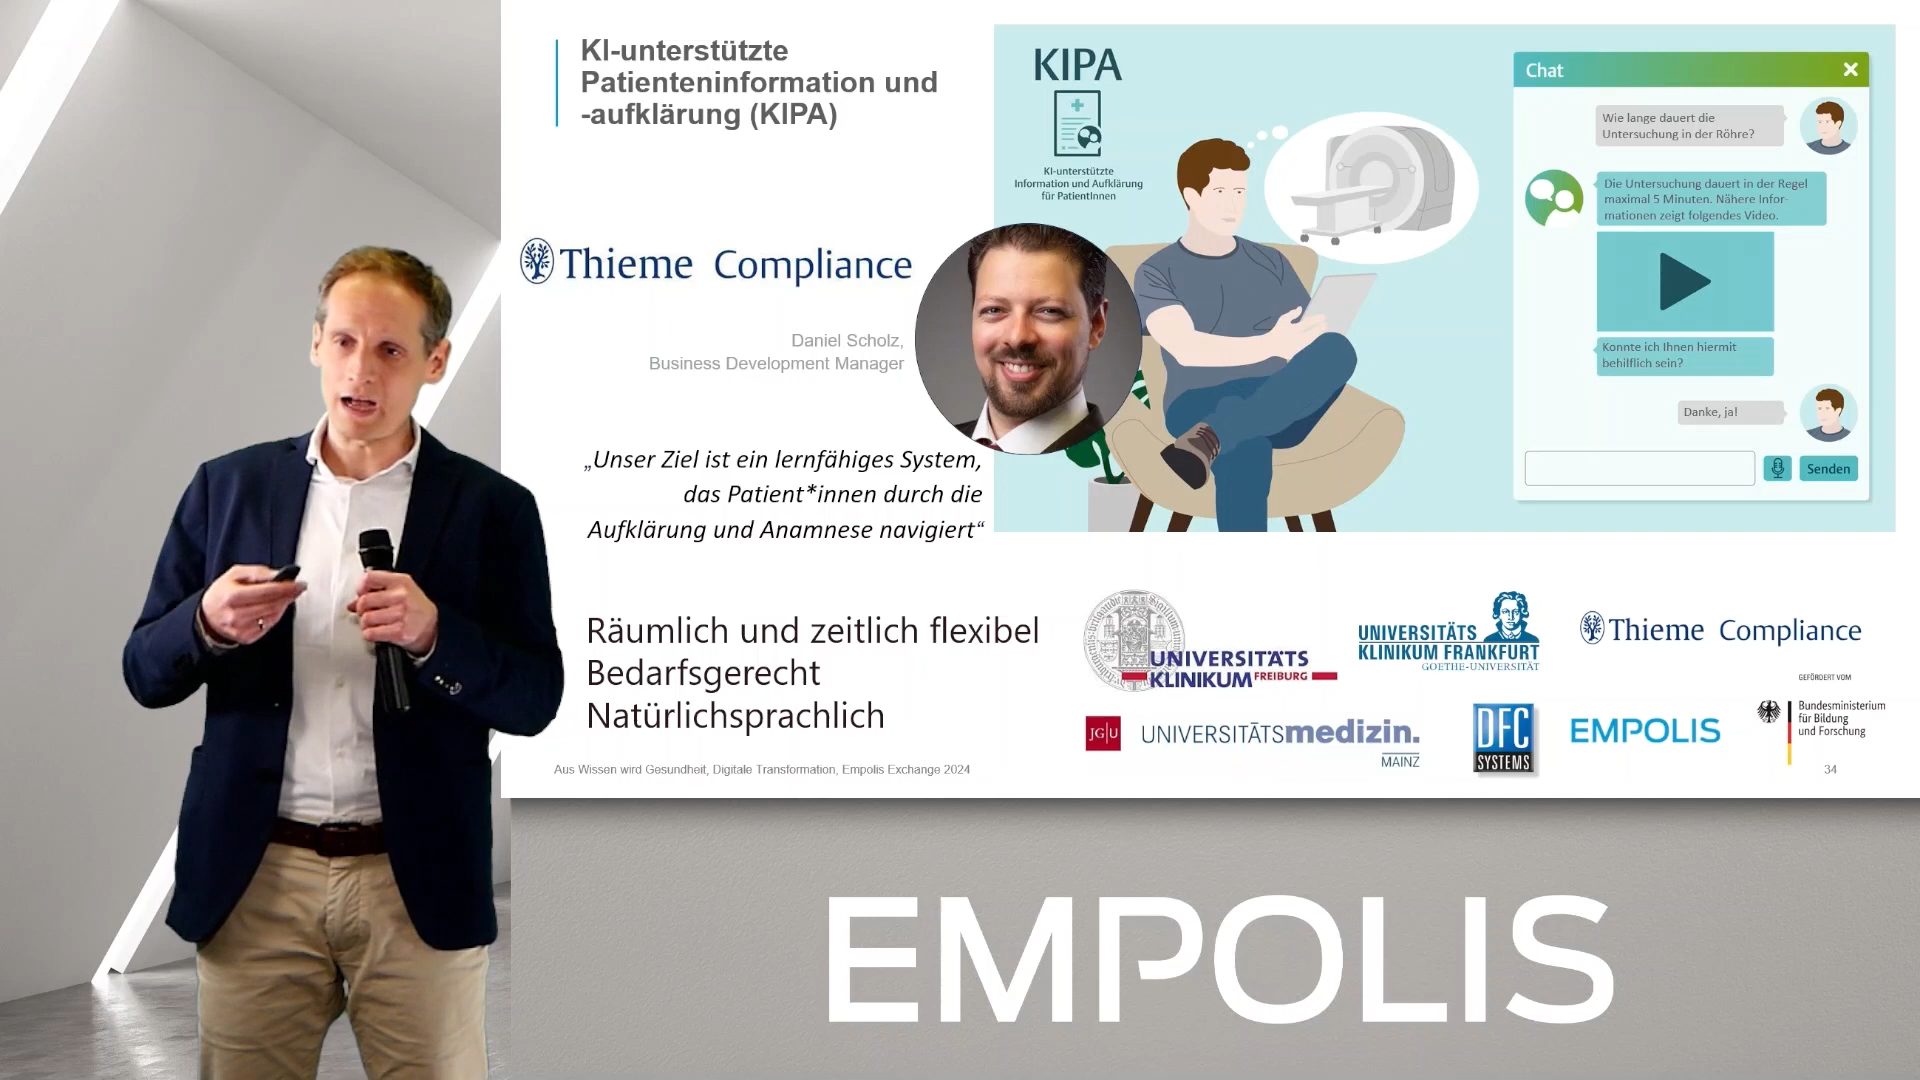 KI-unterstützte
Patienteninformation und
-aufklärung (KIPA)
Thieme Compliance
Daniel Scholz,
Business Development Manager
„Unser Ziel ist ein lernfähiges System,
das Patient*innen durch die
Aufklärung und Anamnese navigiert“
Räumlich und zeitlich flexibel
Bedarfsgerecht
Natürlichsprachlich
KIPA
KI-unterstützte
Information und Aufklärung
für PatientInnen
Chat
Wie lange dauert die
Untersuchung in der Röhre?
Die Untersuchung dauert in der Regel
maximal 5 Minuten. Nähere Infor-
mationen zeigt folgendes Video.
Konnte ich Ihnen hiermit
behilflich sein?
Danke, ja!
Senden
UNIVERSITÄTS
KLINIKUM FREIBURG
UNIVERSITÄTS
KLINIKUM FRANKFURT
GOETHE-UNIVERSITÄT
Thieme Compliance
GEFÖRDERT VOM
JG|U
UNIVERSITÄTSmedizin.
MAINZ
DFC
SYSTEMS
EMPOLIS
Bundesministerium
für Bildung
und Forschung
Aus Wissen wird Gesundheit, Digitale Transformation, Empolis Exchange 2024
34
EMPOLIS